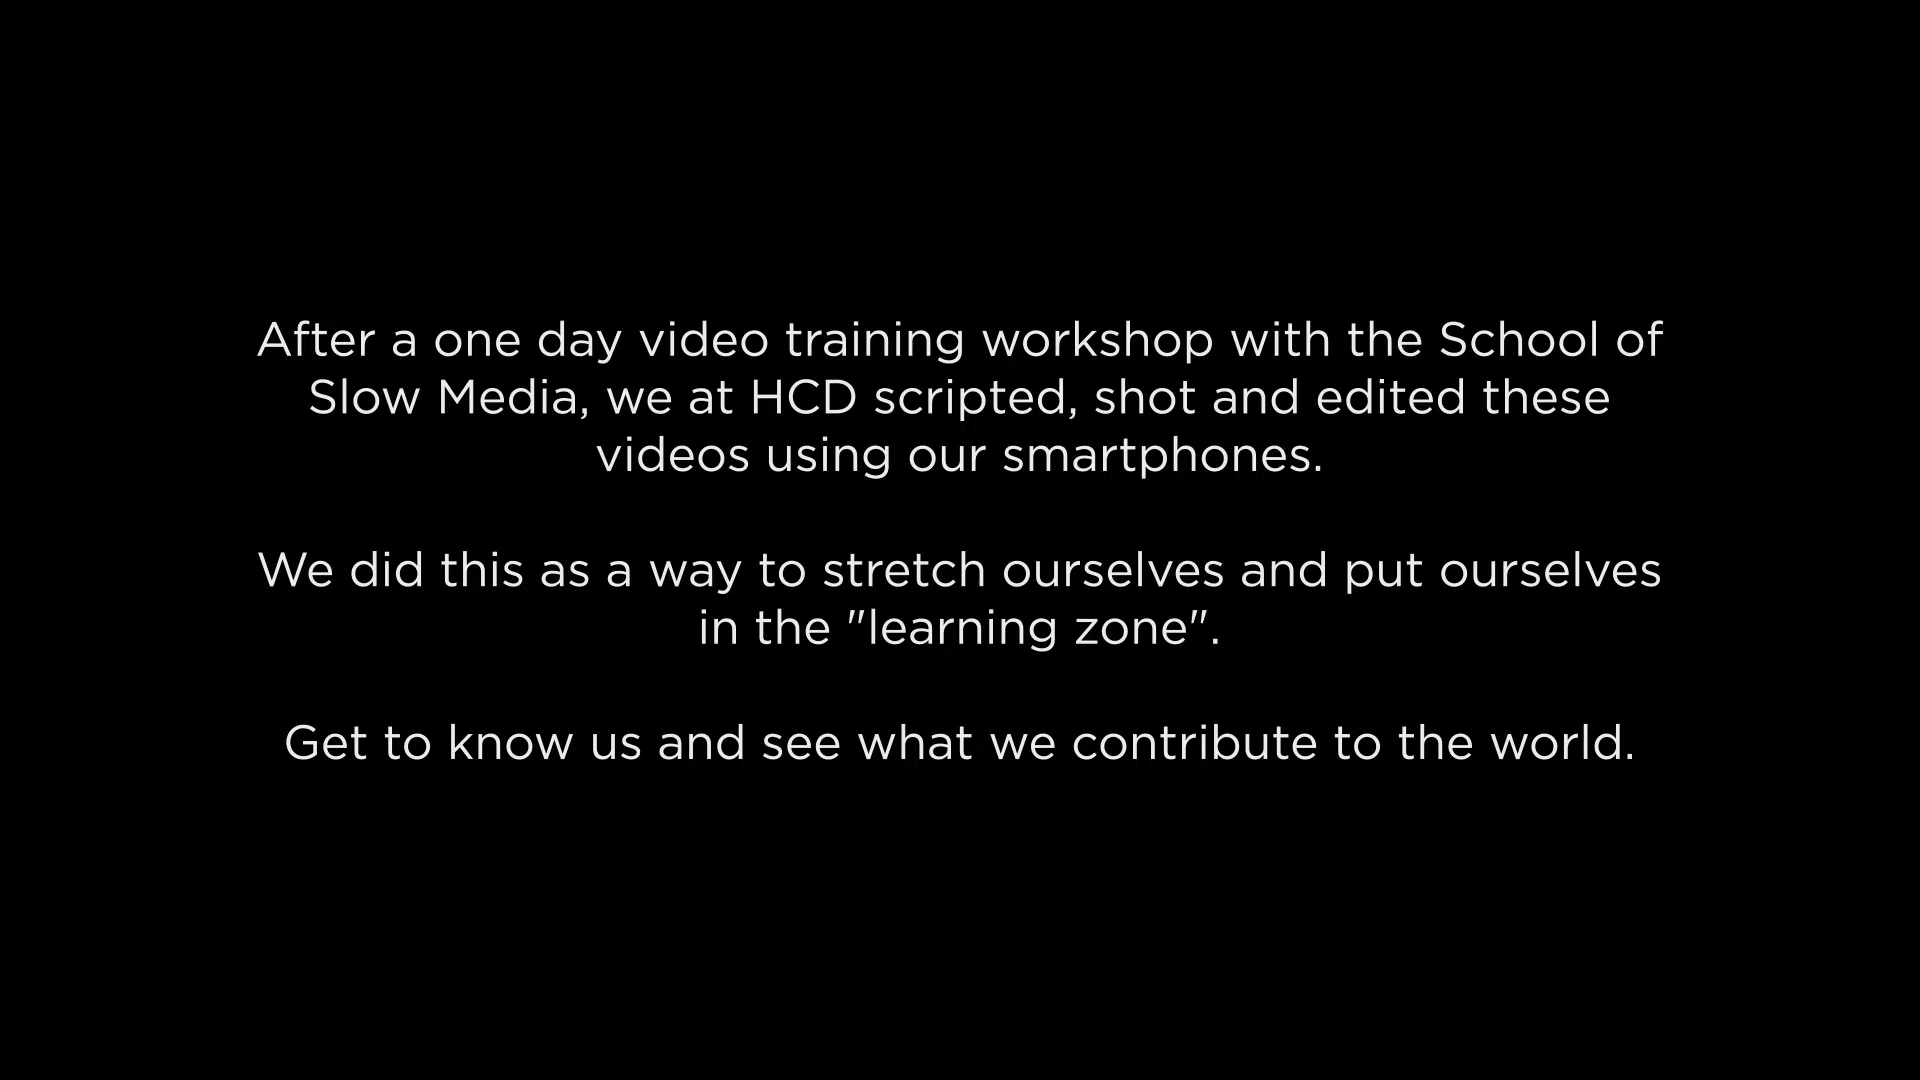 After a one day video training workshop with the School of
Slow Media, we at HCD scripted, shot and edited these
videos using our smartphones.
We did this as a way to stretch ourselves and put ourselves
in the "learning zone".
Get to know us and see what we contribute to the world.